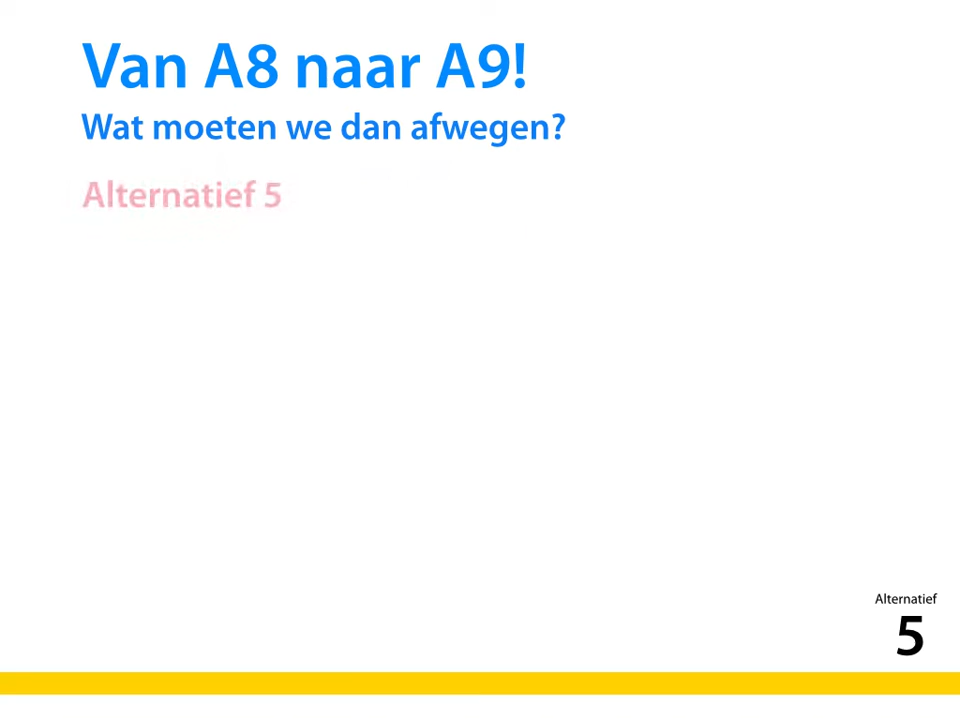 Van A8 naar A9!
Wat moeten we dan afwegen?
Alternatief 5
Alternatief
5